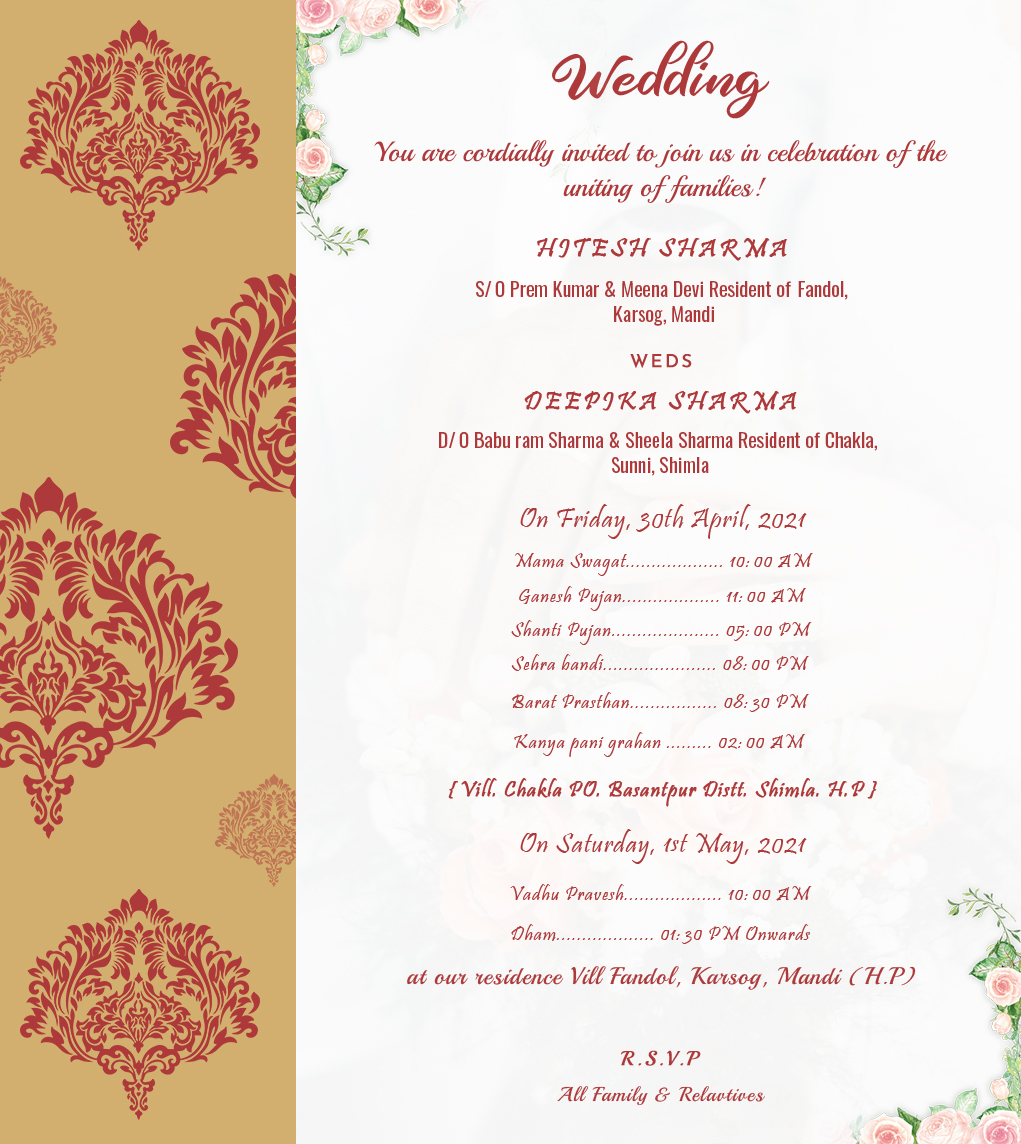 Wedding
You are cordially invited to join us in celebration of the
uniting of families!
HITESH SHARMA
S/O Prem Kumar & Meena Devi Resident of Fandol,
Karsog, Mandi
WEDS
DEEPIKA SHARMA
D/O Babu ram Sharma & Sheela Sharma Resident of Chakla,
Sunni, Shimla
On Friday, 30th April, 2021
Mama Swagat................... 10:00 AM
Ganesh Pujan................... 11:00 AM
Shanti Pujan..................... 05:00 PM
Sehra bandi...................... 08:00 PM
Barat Prasthan................. 08:30 PM
Kanya pani grahan ......... 02:00 AM
{ Vill. Chakla PO. Basantpur Distt. Shimla. H.P }
On Saturday, 1st May, 2021
Vadhu Pravesh................... 10:00 AM
Dham................... 01:30 PM Onwards
at our residence Vill Fandol, Karsog, Mandi (H.P)
R.S.V.P
All Family & Relavtives